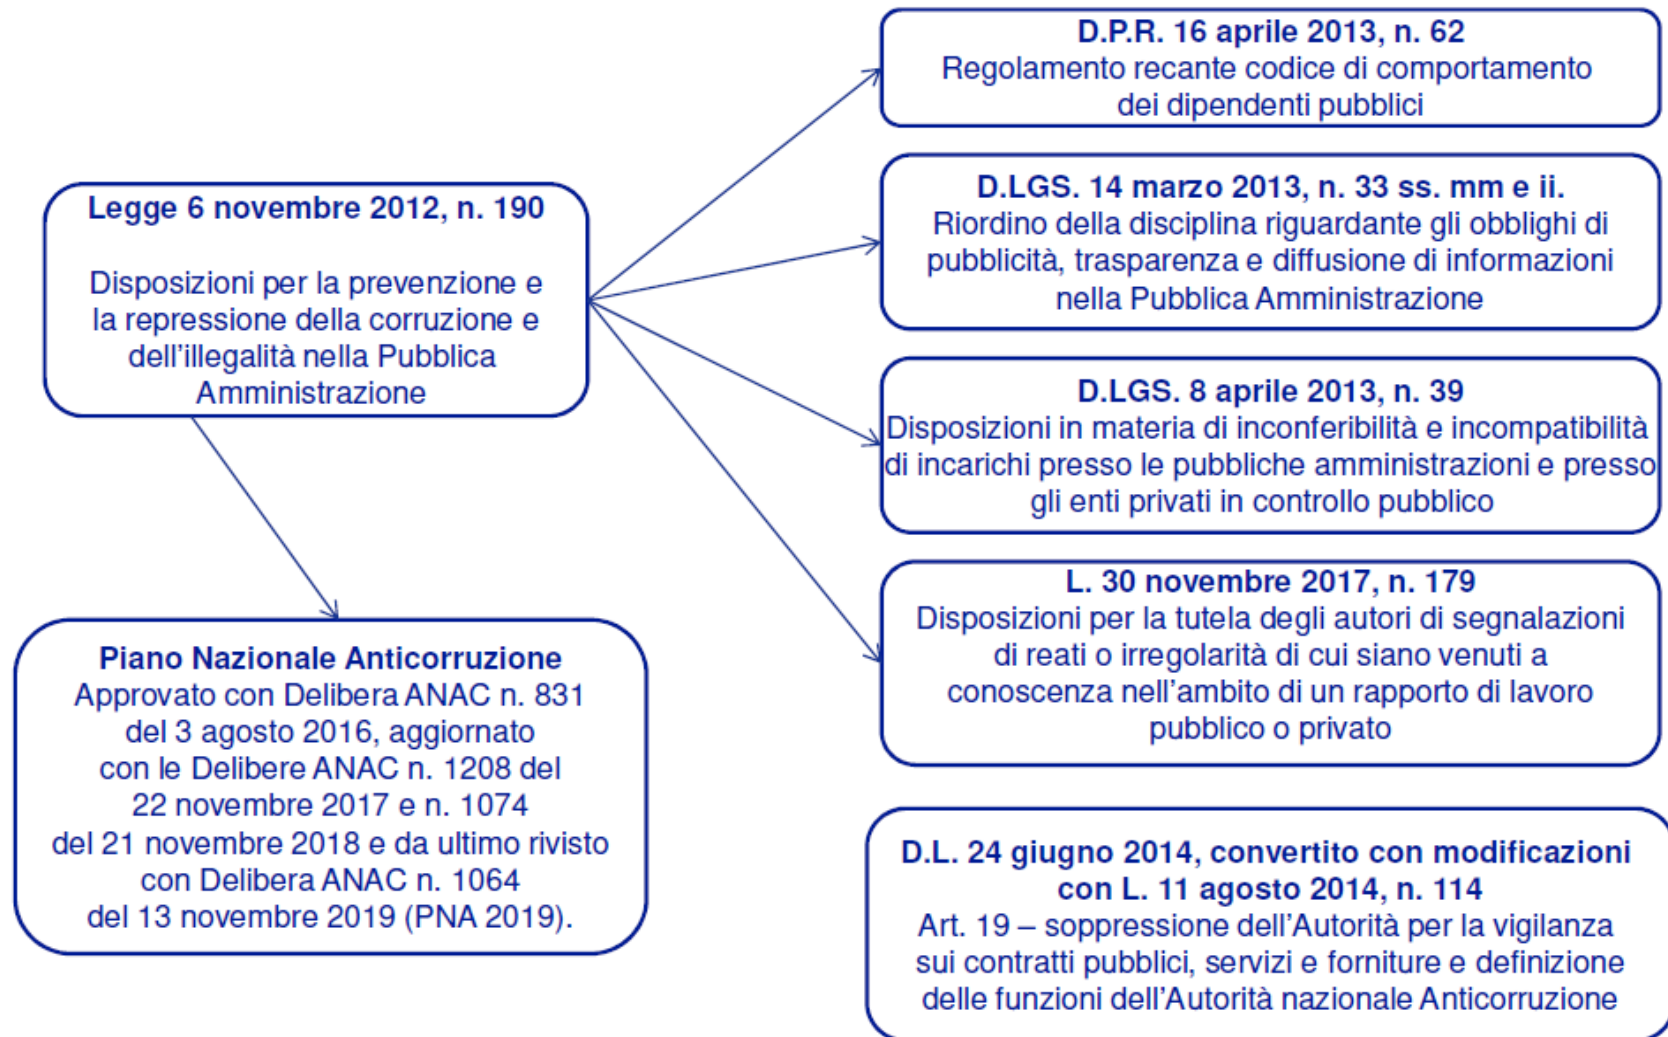 Legge 6 novembre 2012, n. 190
Disposizioni per la prevenzione e
la repressione della corruzione e
dell'illegalità nella Pubblica
Amministrazione
Piano Nazionale Anticorruzione
Approvato con Delibera ANAC n. 831
del 3 agosto 2016, aggiornato
con le Delibere ANAC n. 1208 del
22 novembre 2017 e n. 1074
del 21 novembre 2018 e da ultimo rivisto
con Delibera ANAC n. 1064
del 13 novembre 2019 (PNA 2019).
D.P.R. 16 aprile 2013, n. 62
Regolamento recante codice di comportamento
dei dipendenti pubblici
D.LGS. 14 marzo 2013, n. 33 ss. mm e ii.
Riordino della disciplina riguardante gli obblighi di
pubblicità, trasparenza e diffusione di informazioni
nella Pubblica Amministrazione
D.LGS. 8 aprile 2013, n. 39
Disposizioni in materia di inconferibilità e incompatibilità
di incarichi presso le pubbliche amministrazioni e presso
gli enti privati in controllo pubblico
L. 30 novembre 2017, n. 179
Disposizioni per la tutela degli autori di segnalazioni
di reati o irregolarità di cui siano venuti a
conoscenza nell'ambito di un rapporto di lavoro
pubblico o privato
D.L. 24 giugno 2014, convertito con modificazioni
con L. 11 agosto 2014, n. 114
Art. 19 – soppressione dell'Autorità per la vigilanza
sui contratti pubblici, servizi e forniture e definizione
delle funzioni dell'Autorità nazionale Anticorruzione